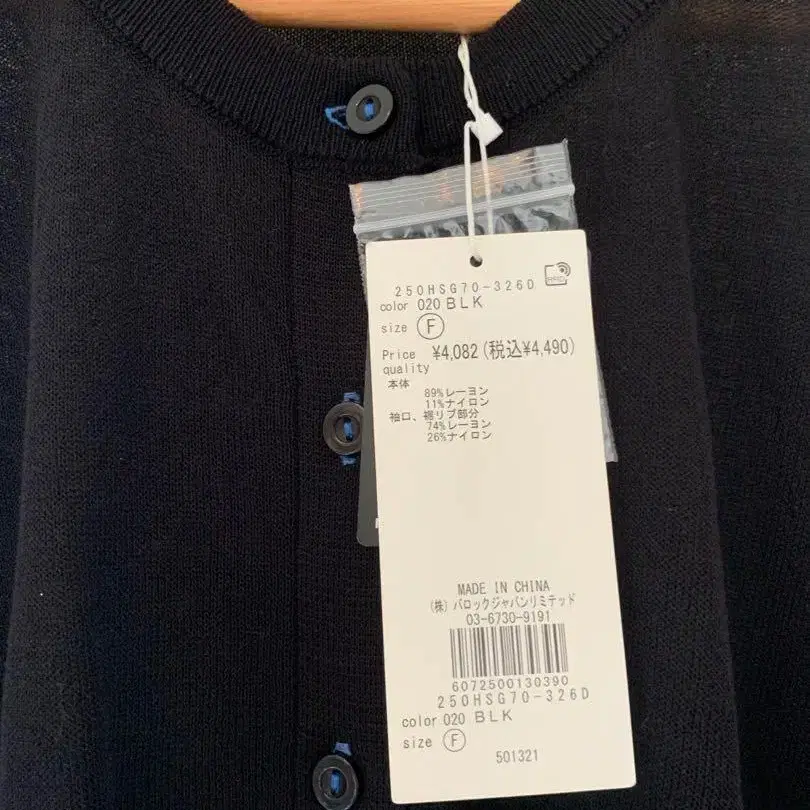 250HSG70-326D
color 020 BLK
size F
Price ¥4,082(税込¥4,490)
quality
本体
89%レーヨン
11%ナイロン
袖口、裾リブ部分
74%レーヨン
26%ナイロン
MADE IN CHINA
(株) バロックジャパンリミテッド
03-6730-9191
6072500130390
250HSG70-326D
color 020 BLK
size F
501321